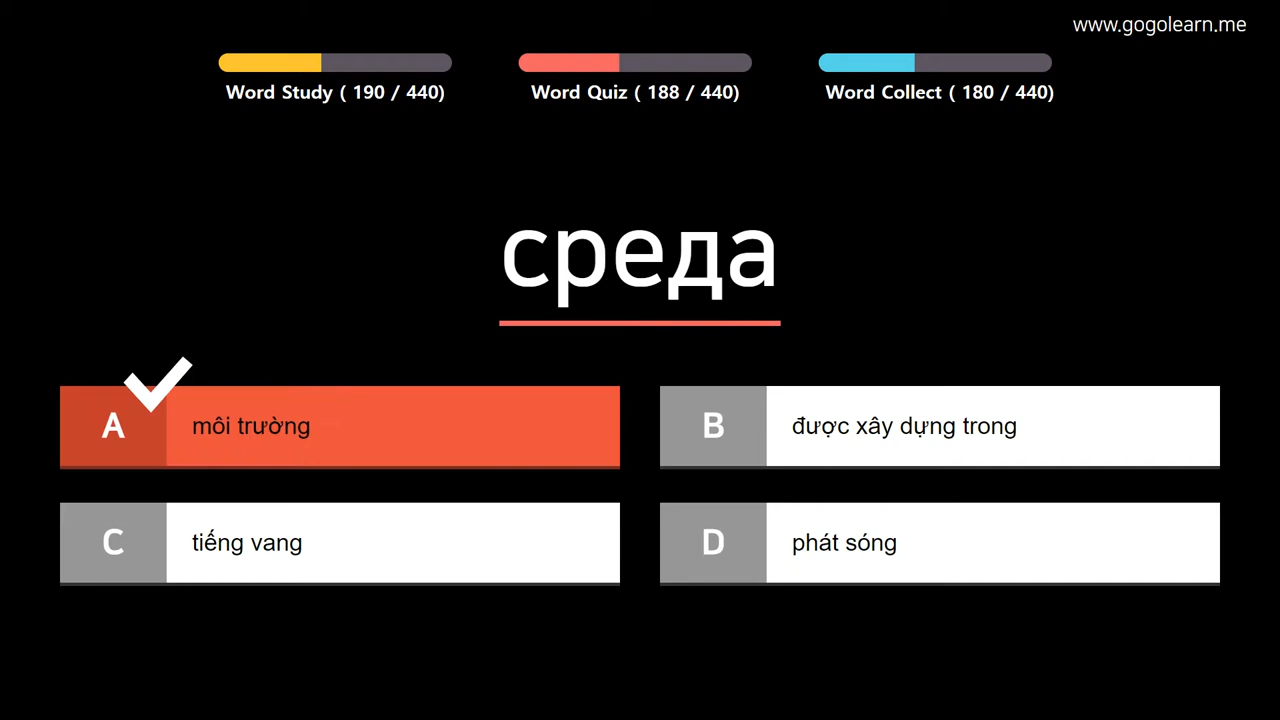 www.gogolearn.me
Word Study ( 190 / 440)
Word Quiz ( 188 / 440)
Word Collect ( 180 / 440)
среда
A môi trường
B được xây dựng trong
C tiếng vang
D phát sóng